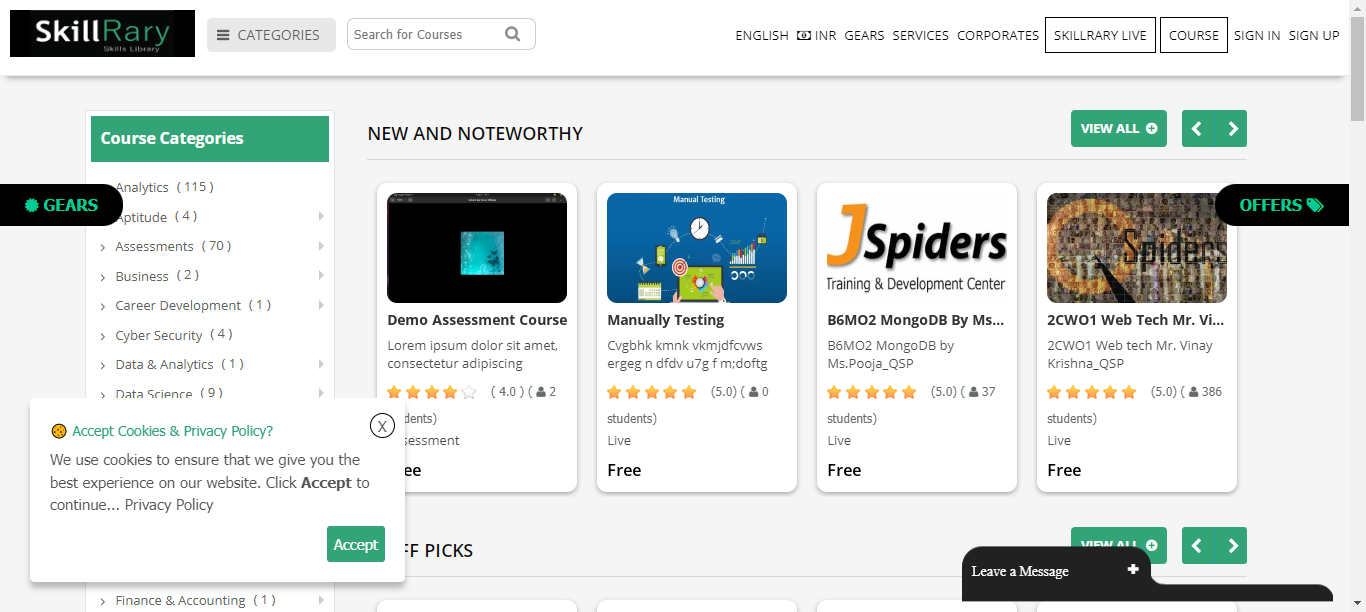 SkillRary
Skills Library
CATEGORIES
Search for Courses
ENGLISH INR GEARS SERVICES CORPORATES SKILLRARY LIVE COURSE SIGN IN SIGN UP
Course Categories
Analytics ( 115 )
Aptitude ( 4 )
Assessments ( 70 )
Business ( 2 )
Career Development ( 1 )
Cyber Security ( 4 )
Data & Analytics ( 1 )
Data Science ( 9 )
Finance & Accounting ( 1 )
GEARS
OFFERS
NEW AND NOTEWORTHY
VIEW ALL
Demo Assessment Course
Lorem ipsum dolor sit amet,
consectetur adipiscing
( 4.0 ) ( 2
dents)
sessment
ee
Manual Testing
Manually Testing
Cvgbhk kmnk vkmjdfcvws
ergeg n dfdv u7g f m;doftg
(5.0) ( 0
students)
Live
Free
JSpiders
Training & Development Center
B6MO2 MongoDB By Ms...
B6MO2 MongoDB by
Ms.Pooja_QSP
(5.0) ( 37
students)
Live
Free
Spiders
2CWO1 Web Tech Mr. Vi...
2CWO1 Web tech Mr. Vinay
Krishna_QSP
(5.0) ( 386
students)
Live
Free
Accept Cookies & Privacy Policy?
X
We use cookies to ensure that we give you the
best experience on our website. Click Accept to
continue... Privacy Policy
Accept
FF PICKS
VIEW ALL
Leave a Message